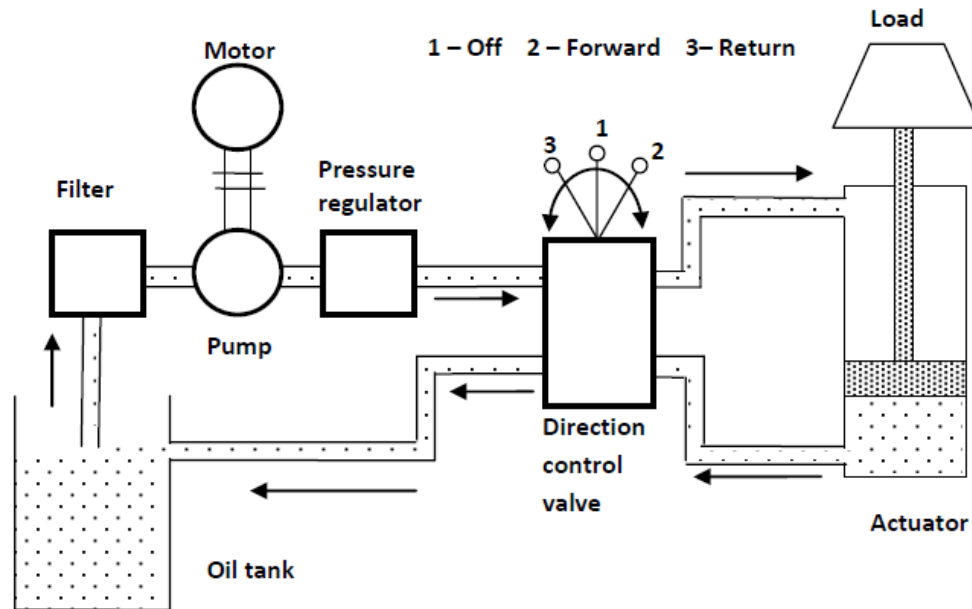 Load
Motor
1 – Off 2 – Forward 3– Return
1
3
2
Pressure
regulator
Filter
Pump
Direction
control
valve
Actuator
Oil tank